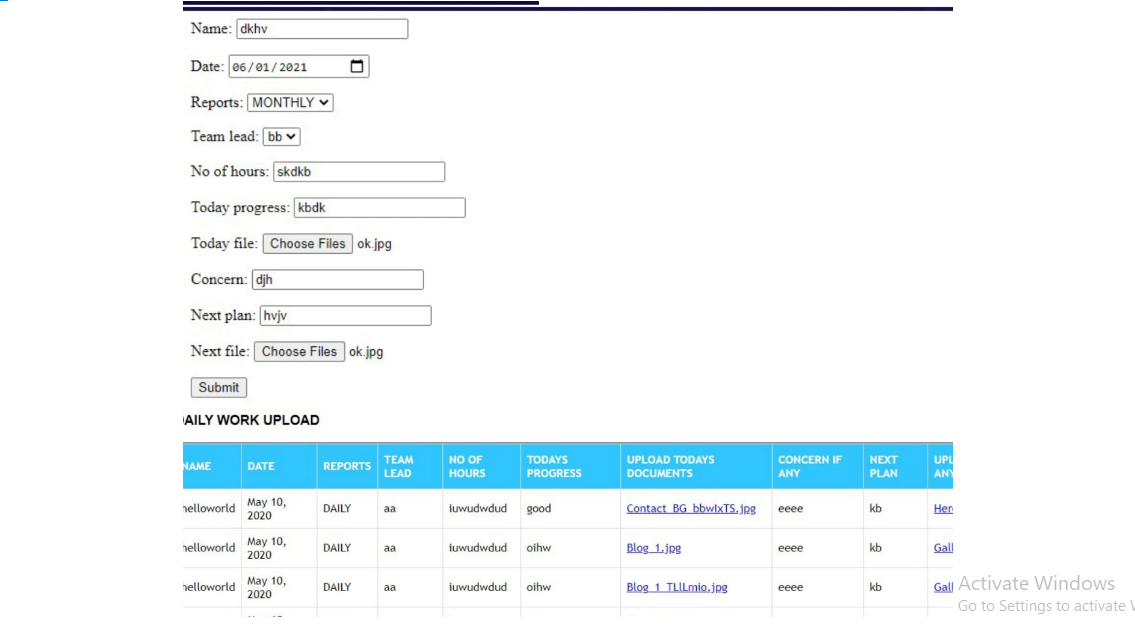 Name: dkhv
Date: 06/01/2021
Reports: MONTHLY
Team lead: bb
No of hours: skdkb
Today progress: kbdk
Today file: Choose Files ok.jpg
Concern: djh
Next plan: hvjv
Next file: Choose Files ok.jpg
Submit
AILY WORK UPLOAD
NAME DATE REPORTS TEAM LEAD NO OF HOURS TODAYS PROGRESS UPLOAD TODAYS DOCUMENTS CONCERN IF ANY NEXT PLAN UPL ANY
helloworld May 10, 2020 DAILY aa iuwudwdud good Contact_BG_bbwIxTS.jpg eeee kb Her
helloworld May 10, 2020 DAILY aa iuwudwdud oihw Blog_1.jpg eeee kb Gall
helloworld May 10, 2020 DAILY aa iuwudwdud oihw Blog_1_TLlLmio.jpg eeee kb Gall
Activate Windows
Go to Settings to activate W